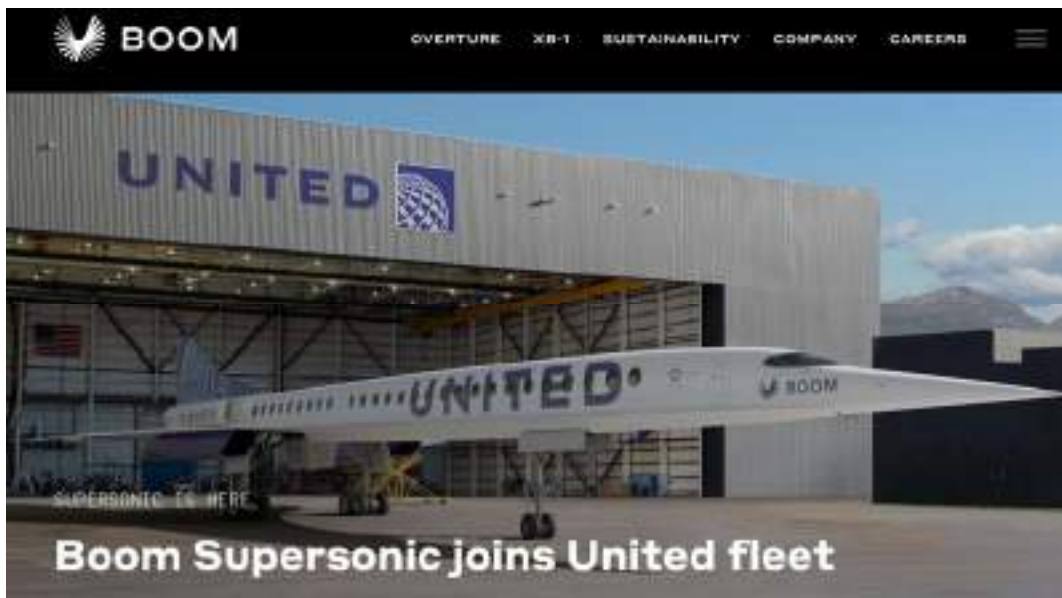 BOOM
OVERTURE XB-1 SUSTAINABILITY COMPANY CAREERS
UNITED
UNITED
BOOM
SUPERSONIC IS HERE
Boom Supersonic joins United fleet